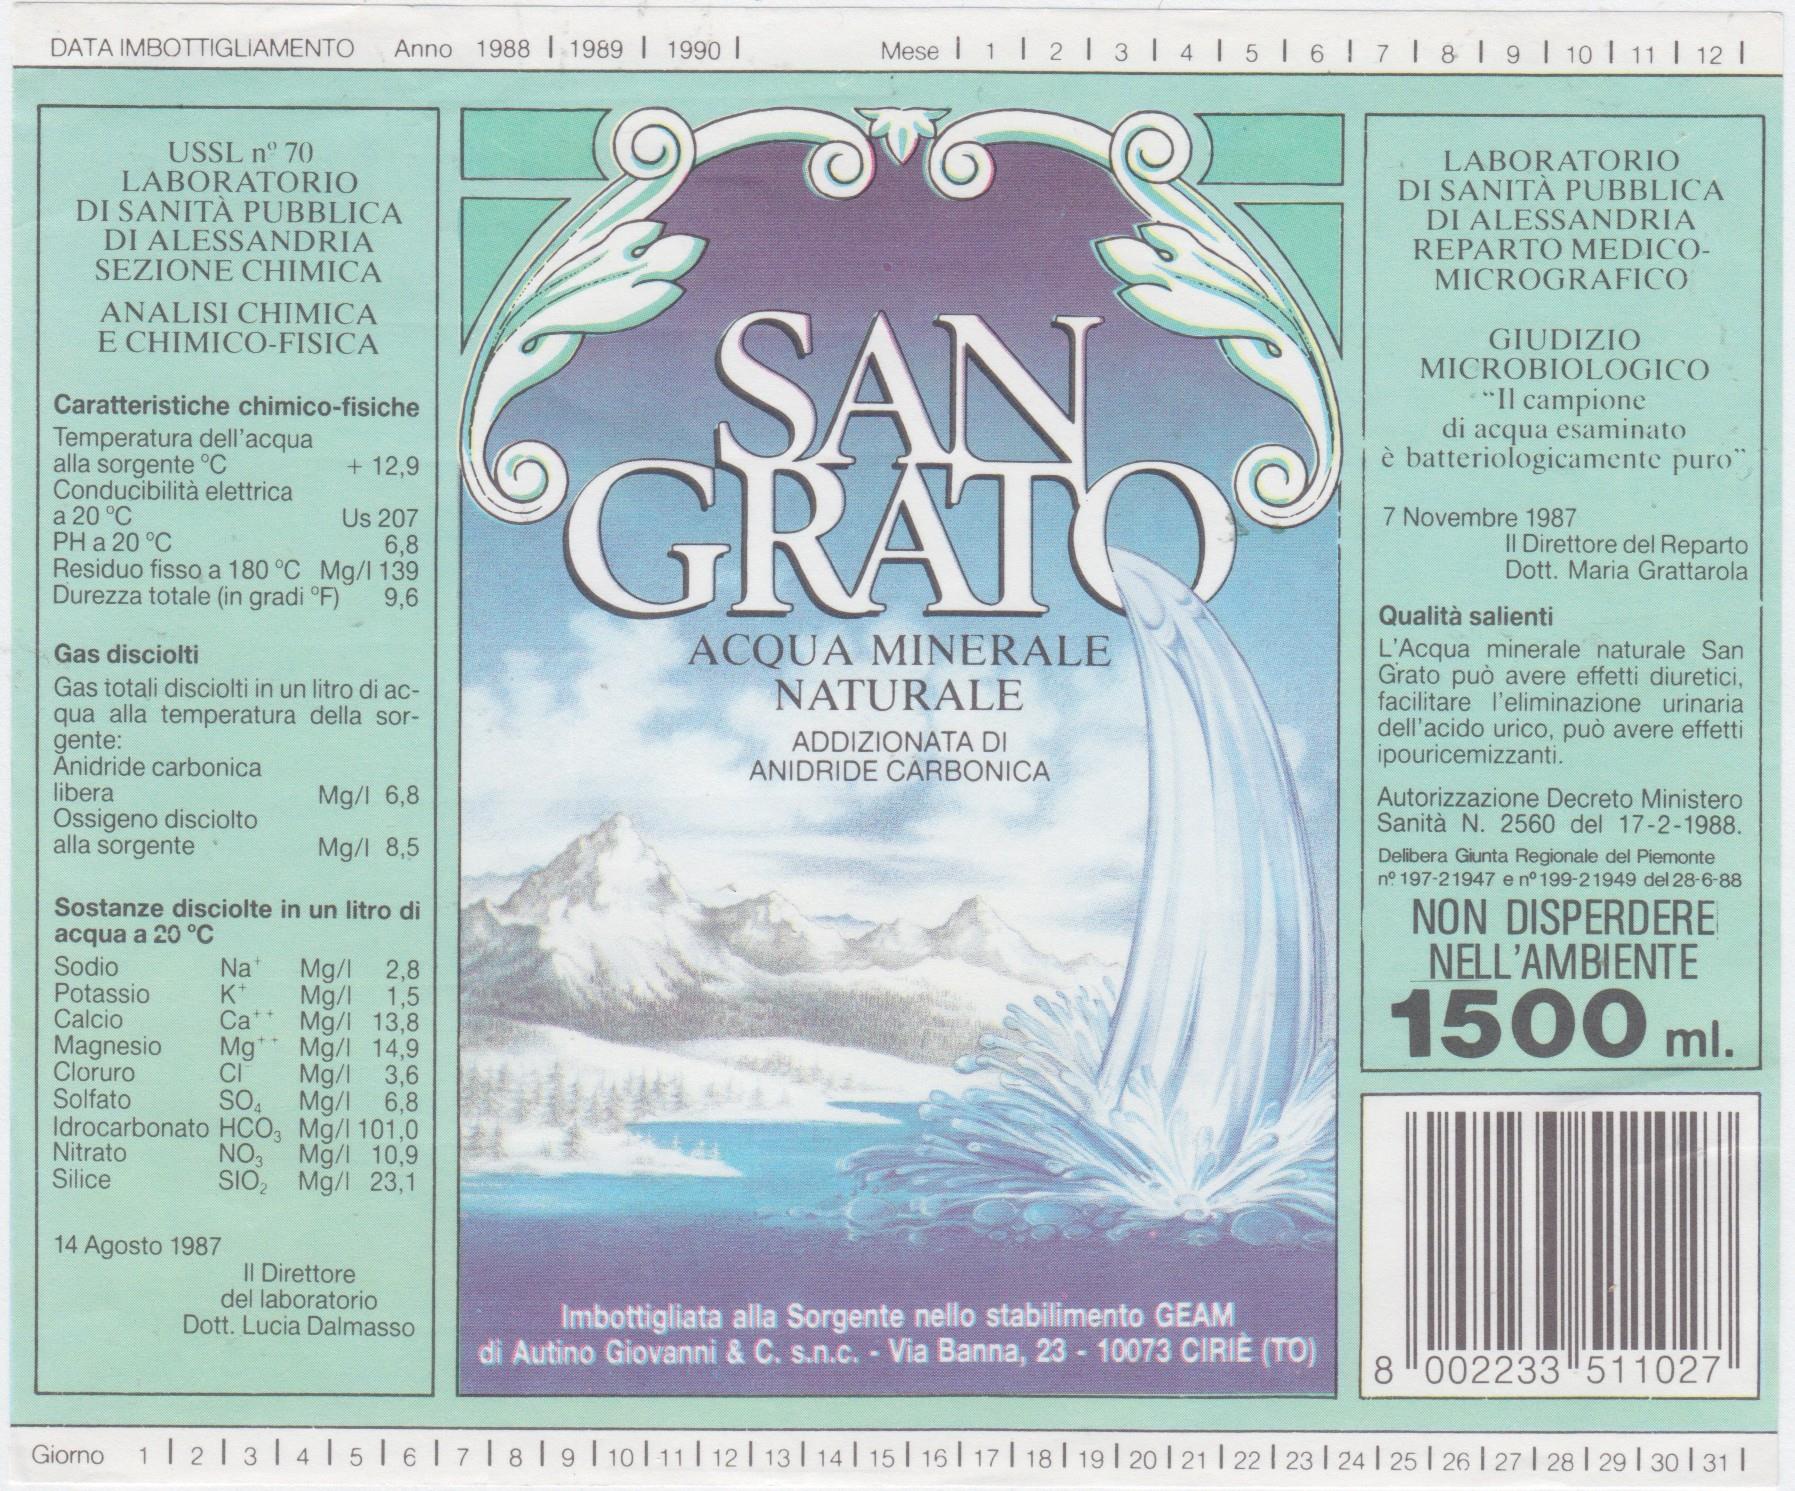 DATA IMBOTTIGLIAMENTO Anno 1988 | 1989 | 1990 | Mese | 1 | 2 | 3 | 4 | 5 | 6 | 7 | 8 | 9 | 10 | 11 | 12 |
USSL nº 70
LABORATORIO
DI SANITÀ PUBBLICA
DI ALESSANDRIA
SEZIONE CHIMICA
ANALISI CHIMICA
E CHIMICO-FISICA
Caratteristiche chimico-fisiche
Temperatura dell'acqua
alla sorgente ºC + 12,9
Conducibilità elettrica
a 20 ºC Us 207
PH a 20 ºC 6,8
Residuo fisso a 180 ºC Mg/l 139
Durezza totale (in gradi ºF) 9,6
Gas disciolti
Gas totali disciolti in un litro di ac-
qua alla temperatura della sor-
gente:
Anidride carbonica
libera Mg/l 6,8
Ossigeno disciolto
alla sorgente Mg/l 8,5
Sostanze disciolte in un litro di
acqua a 20 ºC
Sodio Na⁺ Mg/l 2,8
Potassio K⁺ Mg/l 1,5
Calcio Ca⁺⁺ Mg/l 13,8
Magnesio Mg⁺⁺ Mg/l 14,9
Cloruro Cl⁻ Mg/l 3,6
Solfato SO₄ Mg/l 6,8
Idrocarbonato HCO₃ Mg/l 101,0
Nitrato NO₃ Mg/l 10,9
Silice SIO₂ Mg/l 23,1
14 Agosto 1987
Il Direttore
del laboratorio
Dott. Lucia Dalmasso
SAN
GRATO
ACQUA MINERALE
NATURALE
ADDIZIONATA DI
ANIDRIDE CARBONICA
Imbottigliata alla Sorgente nello stabilimento GEAM
di Autino Giovanni & C. s.n.c. - Via Banna, 23 - 10073 CIRIÈ (TO)
LABORATORIO
DI SANITÀ PUBBLICA
DI ALESSANDRIA
REPARTO MEDICO-
MICROGRAFICO
GIUDIZIO
MICROBIOLOGICO
"Il campione
di acqua esaminato
è batteriologicamente puro"
7 Novembre 1987
Il Direttore del Reparto
Dott. Maria Grattarola
Qualità salienti
L'Acqua minerale naturale San
Grato può avere effetti diuretici,
facilitare l'eliminazione urinaria
dell'acido urico, può avere effetti
ipouricemizzanti.
Autorizzazione Decreto Ministero
Sanità N. 2560 del 17-2-1988.
Delibera Giunta Regionale del Piemonte
nº 197-21947 e nº 199-21949 del 28-6-88
NON DISPERDERE
NELL'AMBIENTE
1500 ml.
8 002233 511027
Giorno 1 | 2 | 3 | 4 | 5 | 6 | 7 | 8 | 9 | 10 | 11 | 12 | 13 | 14 | 15 | 16 | 17 | 18 | 19 | 20 | 21 | 22 | 23 | 24 | 25 | 26 | 27 | 28 | 29 | 30 | 31 |